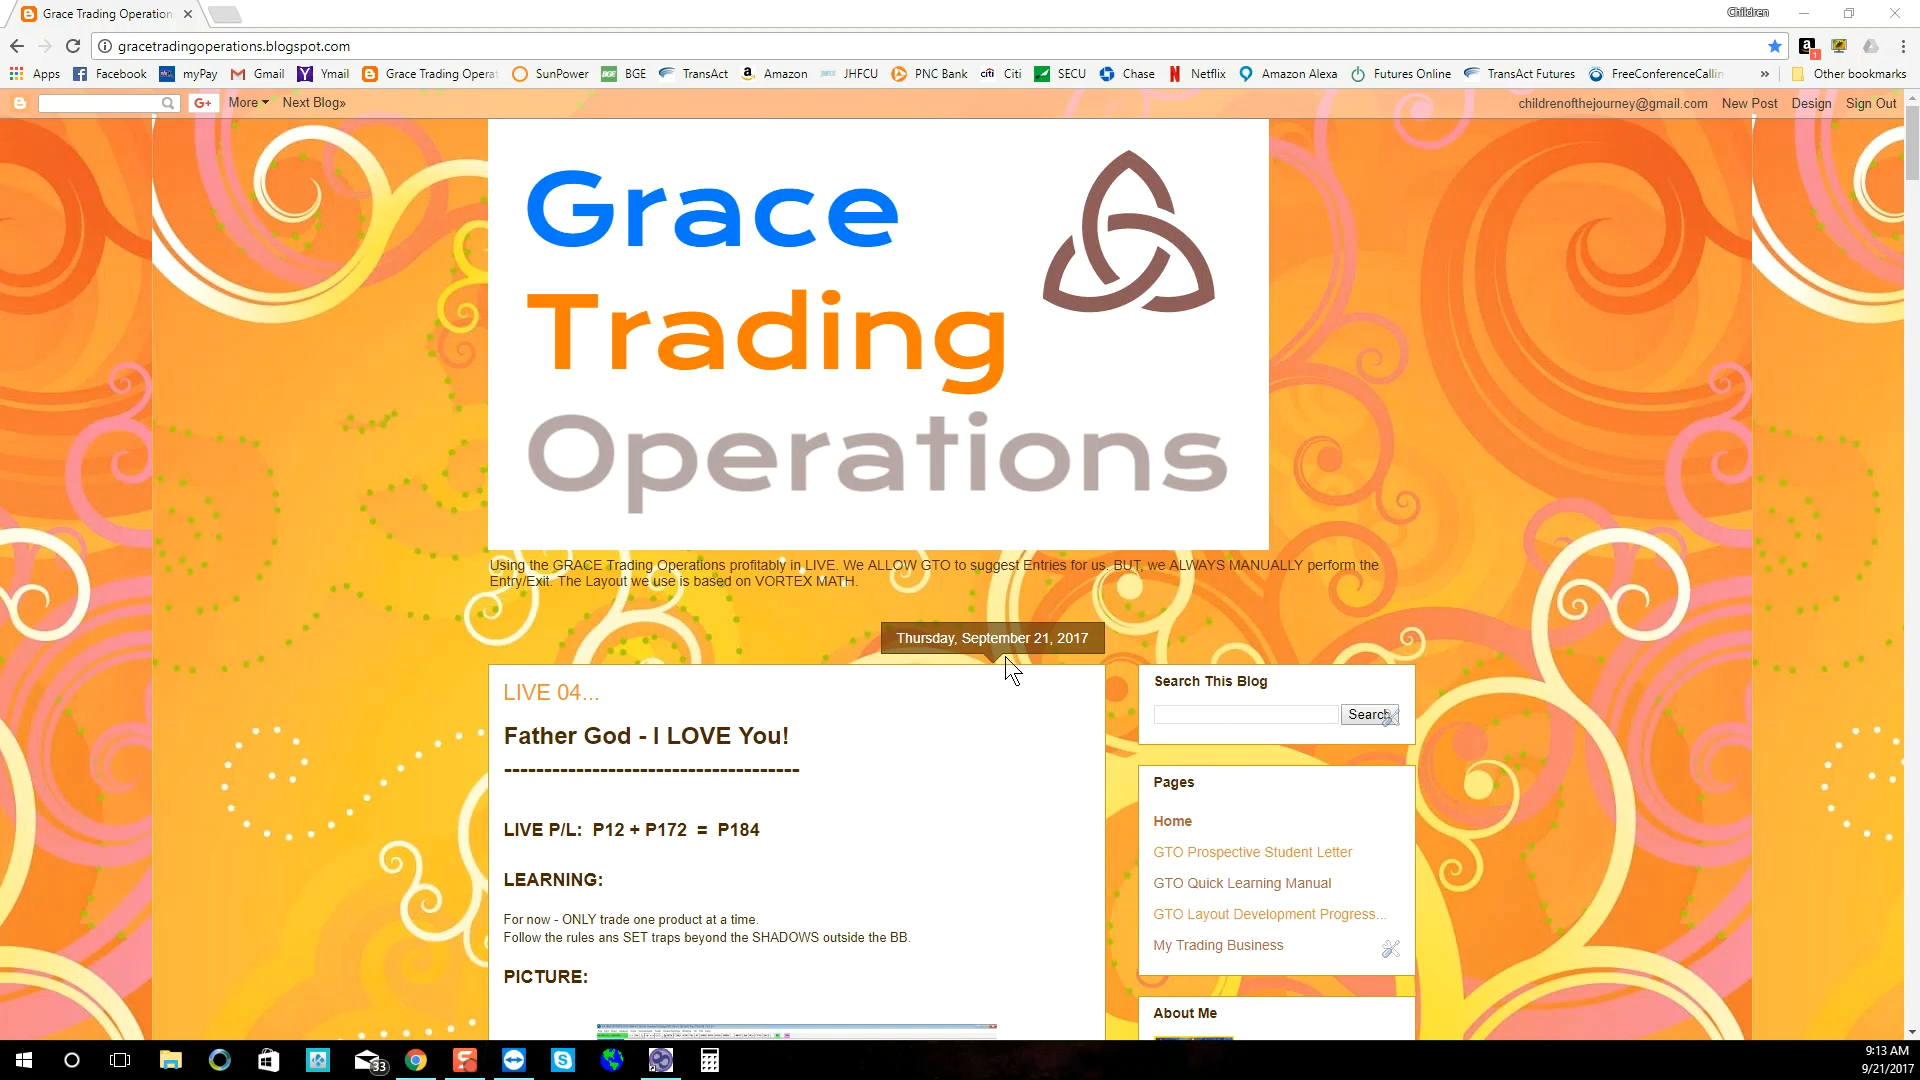 Grace Trading Operation
Children
gracetradingoperations.blogspot.com
Apps Facebook myPay Gmail Ymail Grace Trading Operat SunPower BGE TransAct Amazon JHFCU PNC Bank Citi SECU Chase Netflix Amazon Alexa Futures Online TransAct Futures FreeConferenceCallin » Other bookmarks
G+ More Next Blog» childrenofthejourney@gmail.com New Post Design Sign Out
Grace
Trading
Operations
Using the GRACE Trading Operations profitably in LIVE. We ALLOW GTO to suggest Entries for us. BUT, we ALWAYS MANUALLY perform the
Entry/Exit. The Layout we use is based on VORTEX MATH.
Thursday, September 21, 2017
LIVE 04...
Father God - I LOVE You!
-------------------------------------
LIVE P/L: P12 + P172 = P184
LEARNING:
For now - ONLY trade one product at a time.
Follow the rules ans SET traps beyond the SHADOWS outside the BB.
PICTURE:
Search This Blog
Search
Pages
Home
GTO Prospective Student Letter
GTO Quick Learning Manual
GTO Layout Development Progress...
My Trading Business
About Me
33
9:13 AM
9/21/2017